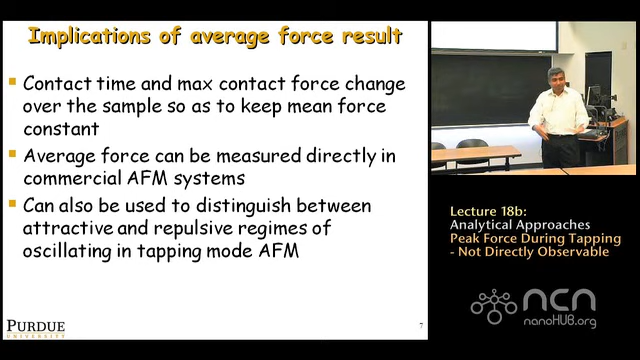 Implications of average force result
Contact time and max contact force change
over the sample so as to keep mean force
constant
Average force can be measured directly in
commercial AFM systems
Can also be used to distinguish between
attractive and repulsive regimes of
oscillating in tapping mode AFM
PURDUE
UNIVERSITY
7
Lecture 18b:
Analytical Approaches
Peak Force During Tapping
- Not Directly Observable
ncn
nanoHUB.org